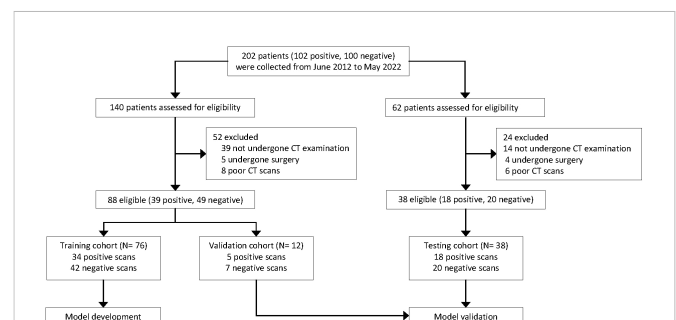 202 patients (102 positive, 100 negative)
were collected from June 2012 to May 2022
140 patients assessed for eligibility
62 patients assessed for eligibility
52 excluded
39 not undergone CT examination
5 undergone surgery
8 poor CT scans
24 excluded
14 not undergone CT examination
4 undergone surgery
6 poor CT scans
88 eligible (39 positive, 49 negative)
38 eligible (18 positive, 20 negative)
Training cohort (N= 76)
34 positive scans
42 negative scans
Validation cohort (N= 12)
5 positive scans
7 negative scans
Testing cohort (N= 38)
18 positive scans
20 negative scans
Model development
Model validation